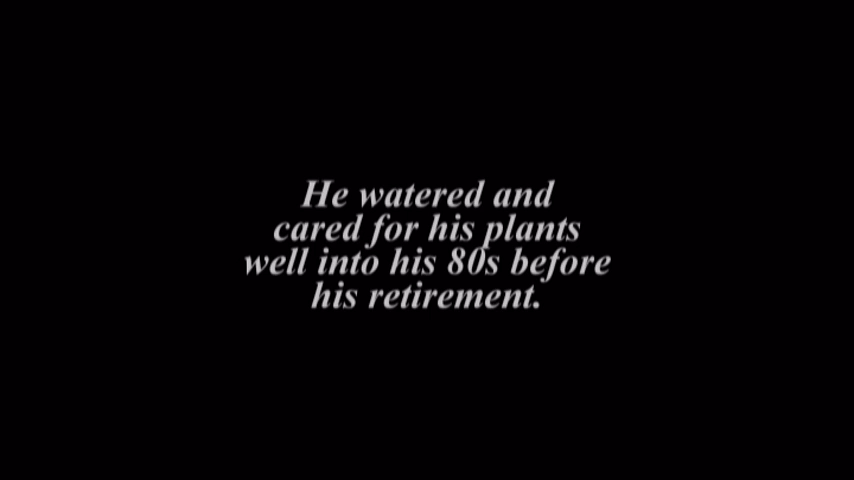 He watered and
cared for his plants
well into his 80s before
his retirement.